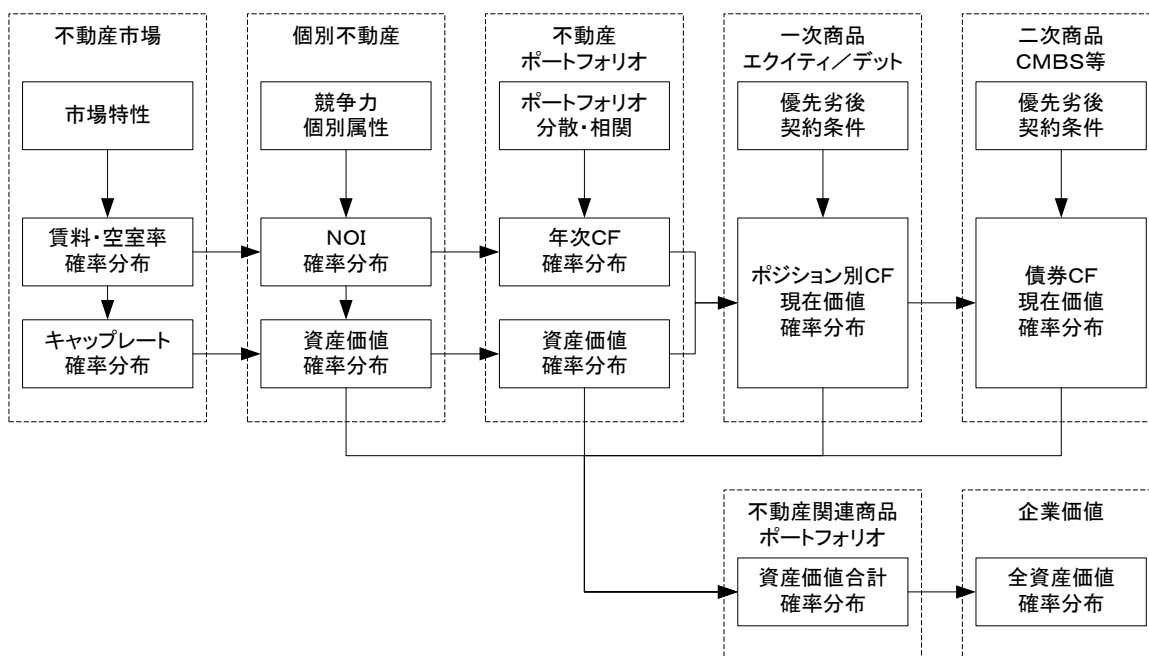 不動産市場
市場特性
賃料・空室率
確率分布
キャップレート
確率分布
個別不動産
競争力
個別属性
NOI
確率分布
資産価値
確率分布
不動産
ポートフォリオ
ポートフォリオ
分散・相関
年次CF
確率分布
資産価値
確率分布
一次商品
エクイティ／デット
優先劣後
契約条件
ポジション別CF
現在価値
確率分布
二次商品
CMBS等
優先劣後
契約条件
債券CF
現在価値
確率分布
不動産関連商品
ポートフォリオ
資産価値合計
確率分布
企業価値
全資産価値
確率分布